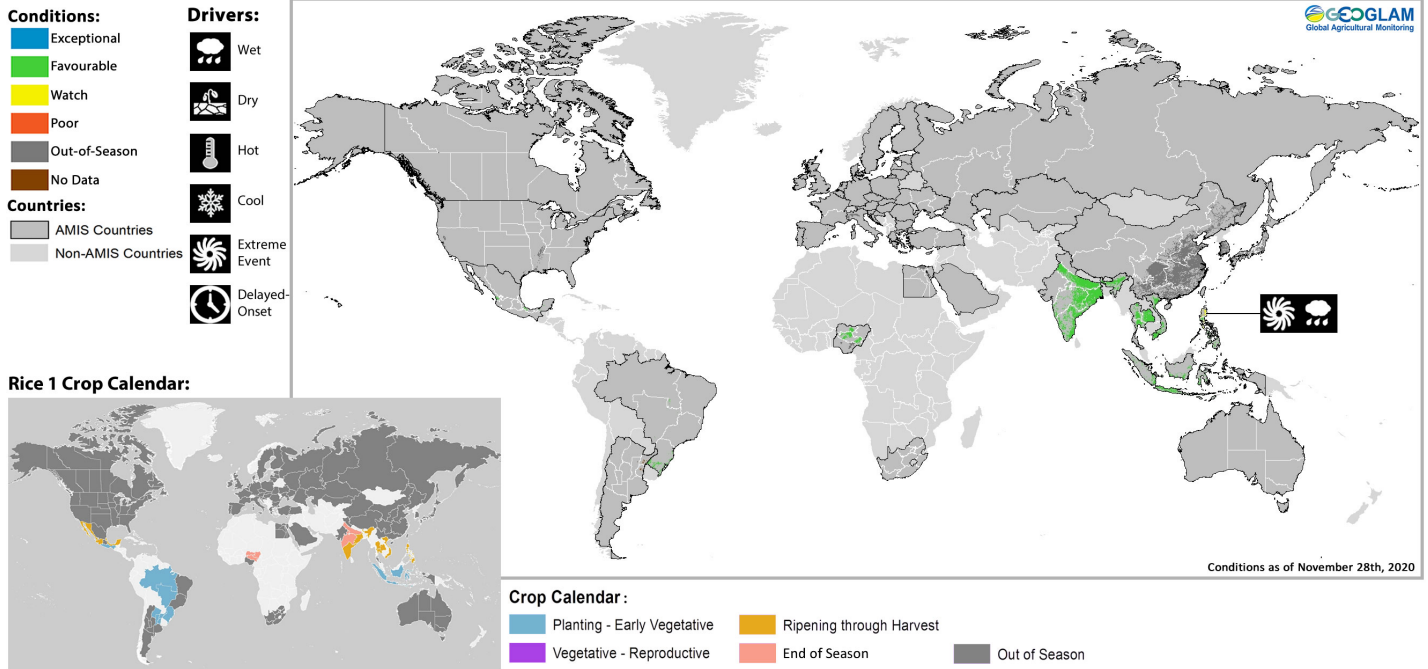 Conditions:
Exceptional
Favourable
Watch
Poor
Out-of-Season
No Data
Countries:
AMIS Countries
Non-AMIS Countries
Drivers:
Wet
Dry
Hot
Cool
Extreme
Event
Delayed-
Onset
GEOGLAM
Global Agricultural Monitoring
Conditions as of November 28th, 2020
Rice 1 Crop Calendar:
Crop Calendar :
Planting - Early Vegetative
Ripening through Harvest
Vegetative - Reproductive
End of Season
Out of Season